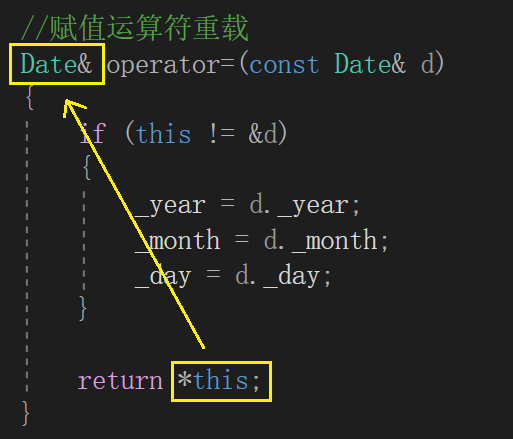 //赋值运算符重载
Date& operator=(const Date& d)
{
if (this != &d)
{
_year = d._year;
_month = d._month;
_day = d._day;
}
return *this;
}